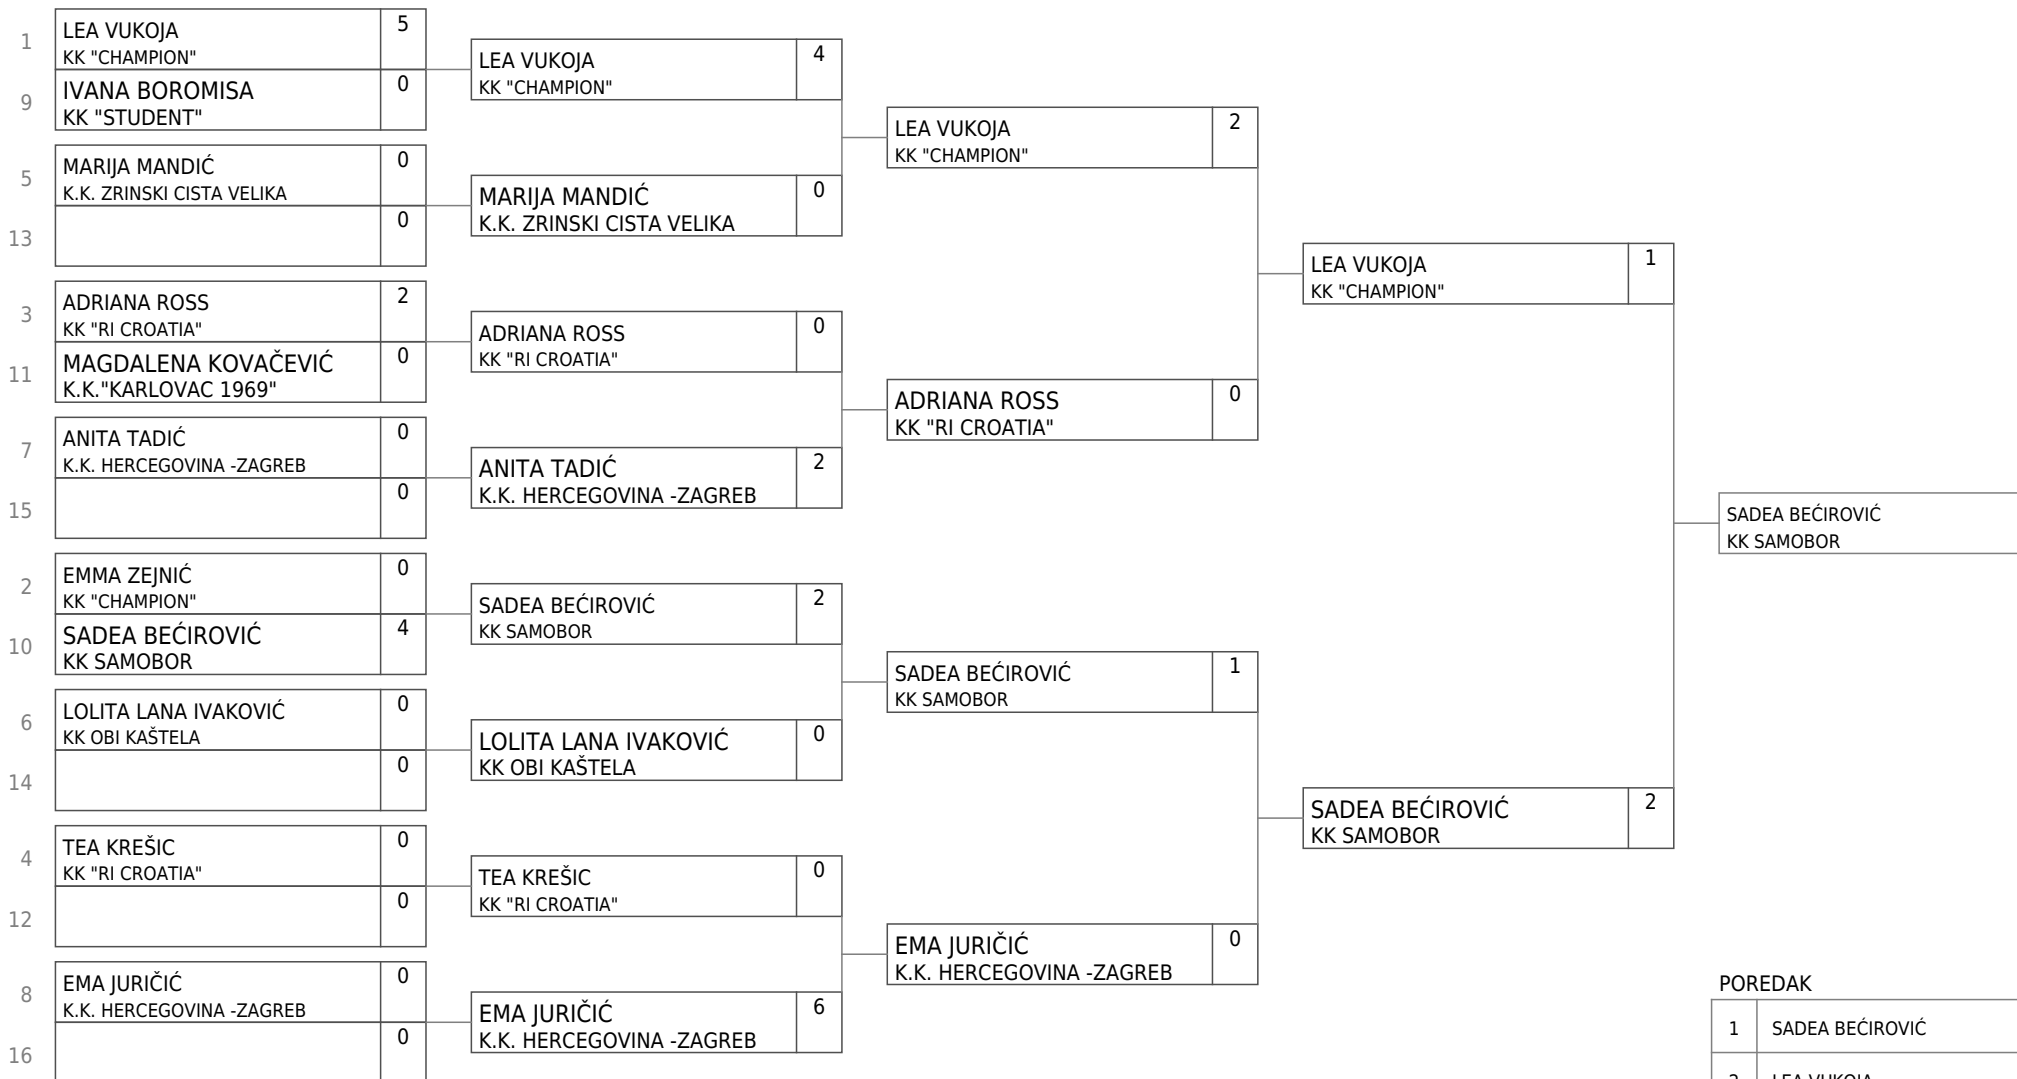 1
LEA VUKOJA
KK "CHAMPION"
5
9
IVANA BOROMISA
KK "STUDENT"
0
5
MARIJA MANDIĆ
K.K. ZRINSKI CISTA VELIKA
0
13
0
3
ADRIANA ROSS
KK "RI CROATIA"
2
11
MAGDALENA KOVAČEVIĆ
K.K."KARLOVAC 1969"
0
7
ANITA TADIĆ
K.K. HERCEGOVINA -ZAGREB
0
15
0
2
EMMA ZEJNIĆ
KK "CHAMPION"
0
10
SADEA BEĆIROVIĆ
KK SAMOBOR
4
6
LOLITA LANA IVAKOVIĆ
KK OBI KAŠTELA
0
14
0
4
TEA KREŠIC
KK "RI CROATIA"
0
12
0
8
EMA JURIČIĆ
K.K. HERCEGOVINA -ZAGREB
0
16
0
LEA VUKOJA
KK "CHAMPION"
4
MARIJA MANDIĆ
K.K. ZRINSKI CISTA VELIKA
0
ADRIANA ROSS
KK "RI CROATIA"
0
ANITA TADIĆ
K.K. HERCEGOVINA -ZAGREB
2
SADEA BEĆIROVIĆ
KK SAMOBOR
2
LOLITA LANA IVAKOVIĆ
KK OBI KAŠTELA
0
TEA KREŠIC
KK "RI CROATIA"
0
EMA JURIČIĆ
K.K. HERCEGOVINA -ZAGREB
6
LEA VUKOJA
KK "CHAMPION"
2
ADRIANA ROSS
KK "RI CROATIA"
0
SADEA BEĆIROVIĆ
KK SAMOBOR
1
EMA JURIČIĆ
K.K. HERCEGOVINA -ZAGREB
0
LEA VUKOJA
KK "CHAMPION"
1
SADEA BEĆIROVIĆ
KK SAMOBOR
2
SADEA BEĆIROVIĆ
KK SAMOBOR
POREDAK
1 SADEA BEĆIROVIĆ
2 LEA VUKOJA